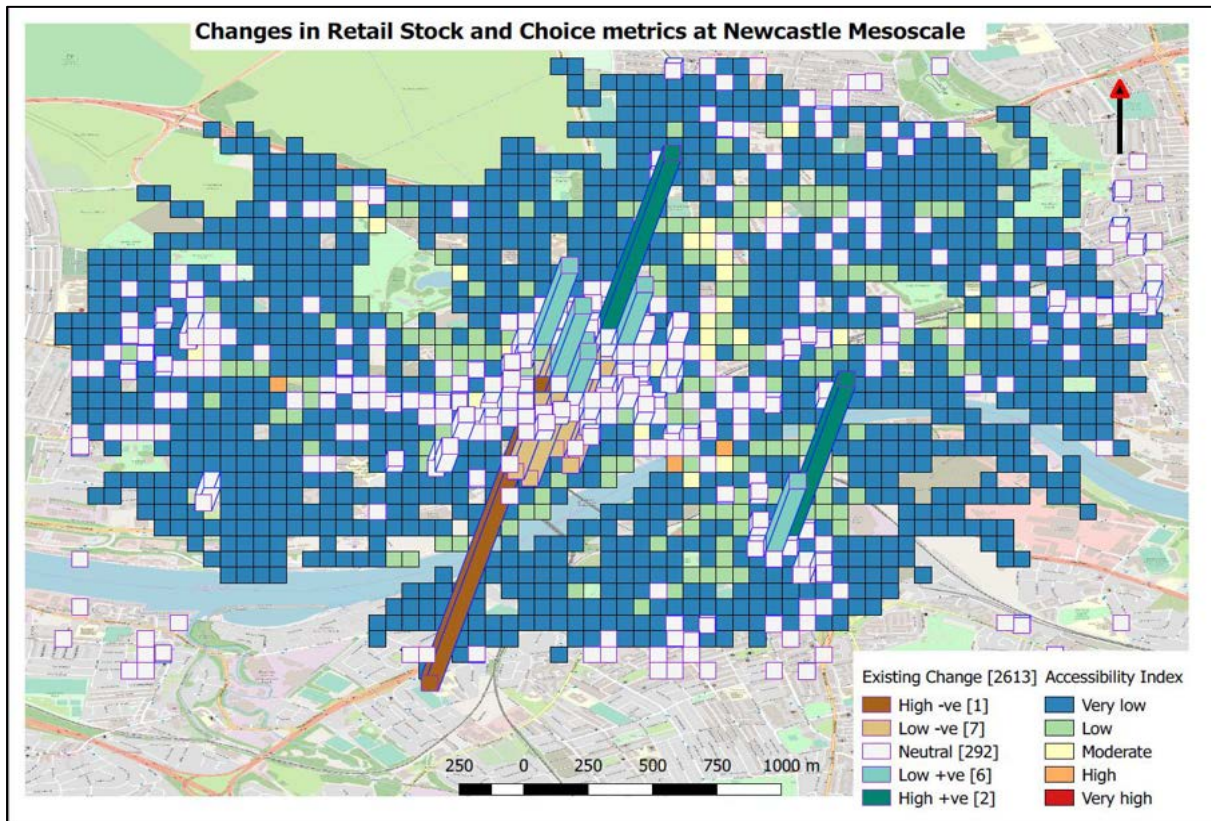 Changes in Retail Stock and Choice metrics at Newcastle Mesoscale
Existing Change [2613] Accessibility Index
High -ve [1] Very low
Low -ve [7] Low
Neutral [292] Moderate
Low +ve [6] High
High +ve [2] Very high
250 0 250 500 750 1000 m